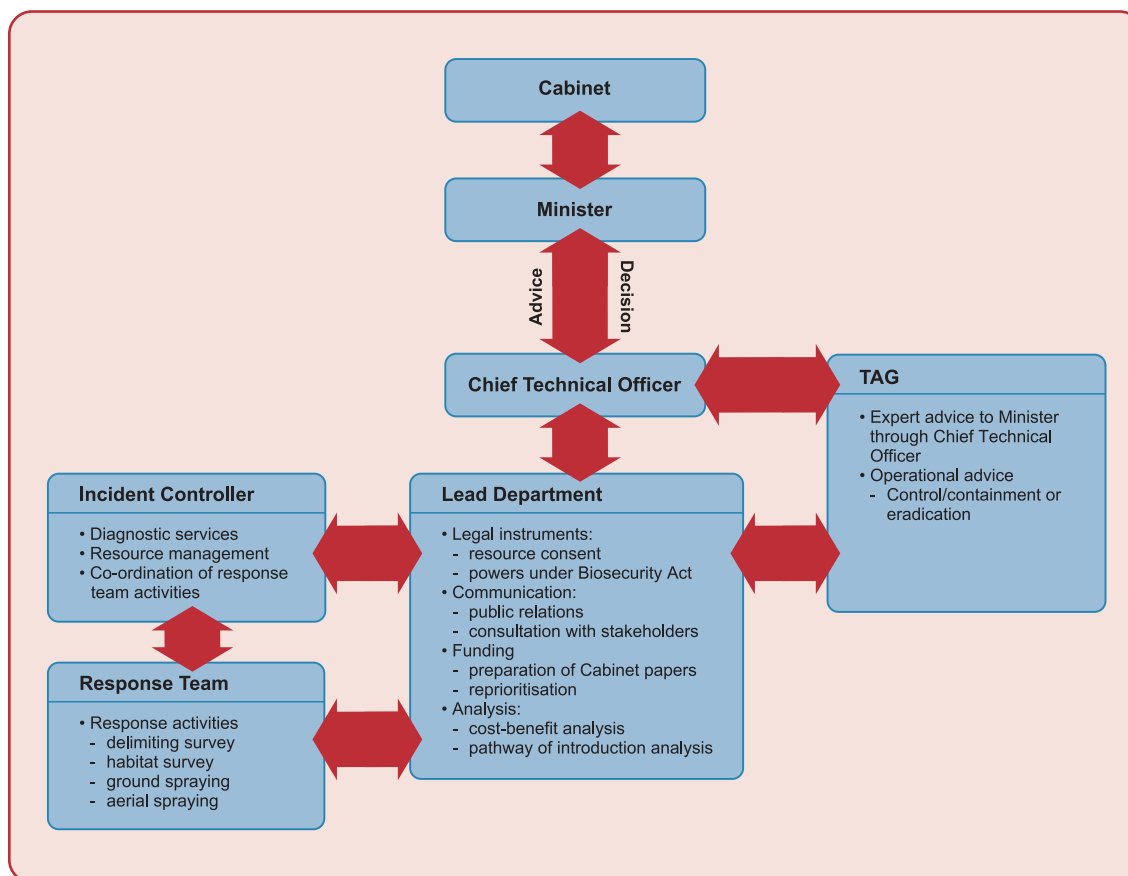 Cabinet
Minister
Advice
Decision
Chief Technical Officer
TAG
• Expert advice to Minister
through Chief Technical
Officer
• Operational advice
- Control/containment or
eradication
Incident Controller
• Diagnostic services
• Resource management
• Co-ordination of response
team activities
Lead Department
• Legal instruments:
- resource consent
- powers under Biosecurity Act
• Communication:
- public relations
- consultation with stakeholders
• Funding
- preparation of Cabinet papers
- reprioritisation
• Analysis:
- cost-benefit analysis
- pathway of introduction analysis
Response Team
• Response activities
- delimiting survey
- habitat survey
- ground spraying
- aerial spraying